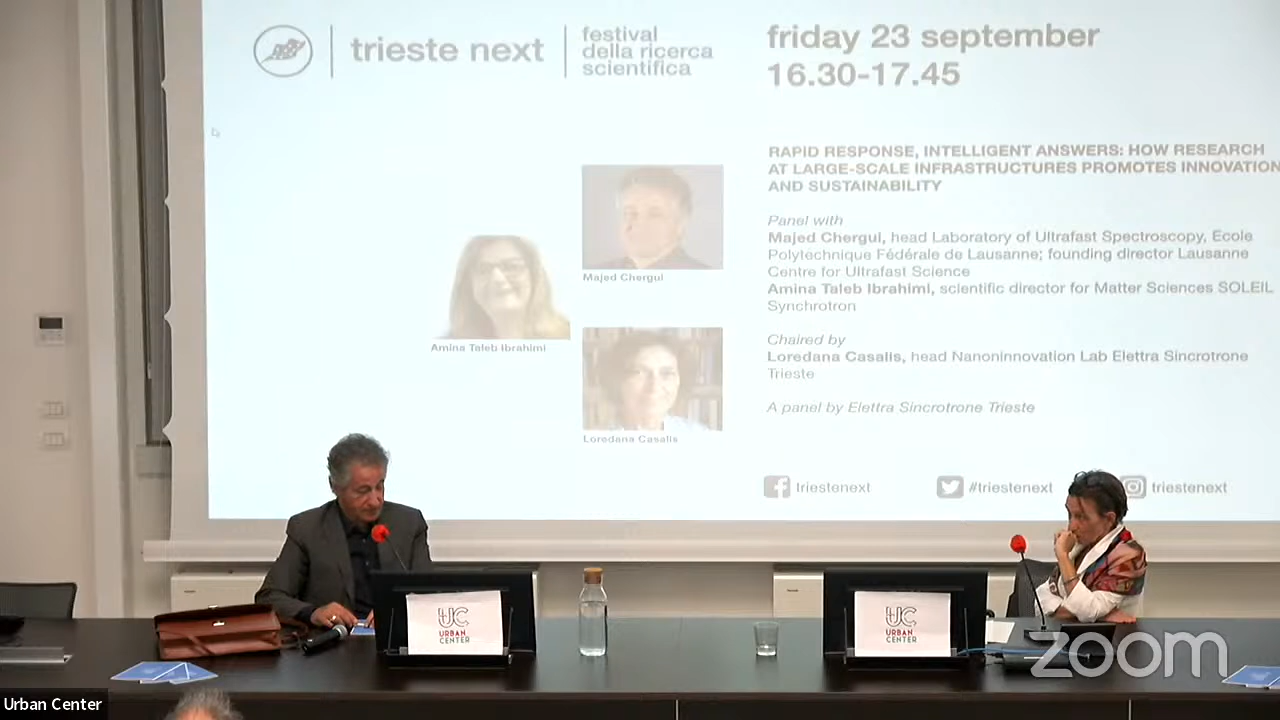 trieste next
festival
della ricerca
scientifica
friday 23 september
16.30-17.45
RAPID RESPONSE, INTELLIGENT ANSWERS: HOW RESEARCH
AT LARGE-SCALE INFRASTRUCTURES PROMOTES INNOVATION
AND SUSTAINABILITY
Panel with
Majed Chergui, head Laboratory of Ultrafast Spectroscopy, Ecole
Polytechnique Fédérale de Lausanne; founding director Lausanne
Centre for Ultrafast Science
Amina Taleb Ibrahimi, scientific director for Matter Sciences SOLEIL
Synchrotron
Chaired by
Loredana Casalis, head Nanoninnovation Lab Elettra Sincrotrone
Trieste
A panel by Elettra Sincrotrone Trieste
Majed Chergui
Amina Taleb Ibrahimi
Loredana Casalis
triestenext
#triestenext
triestenext
UC
URBAN
CENTER
UC
URBAN
CENTER
zoom
Urban Center